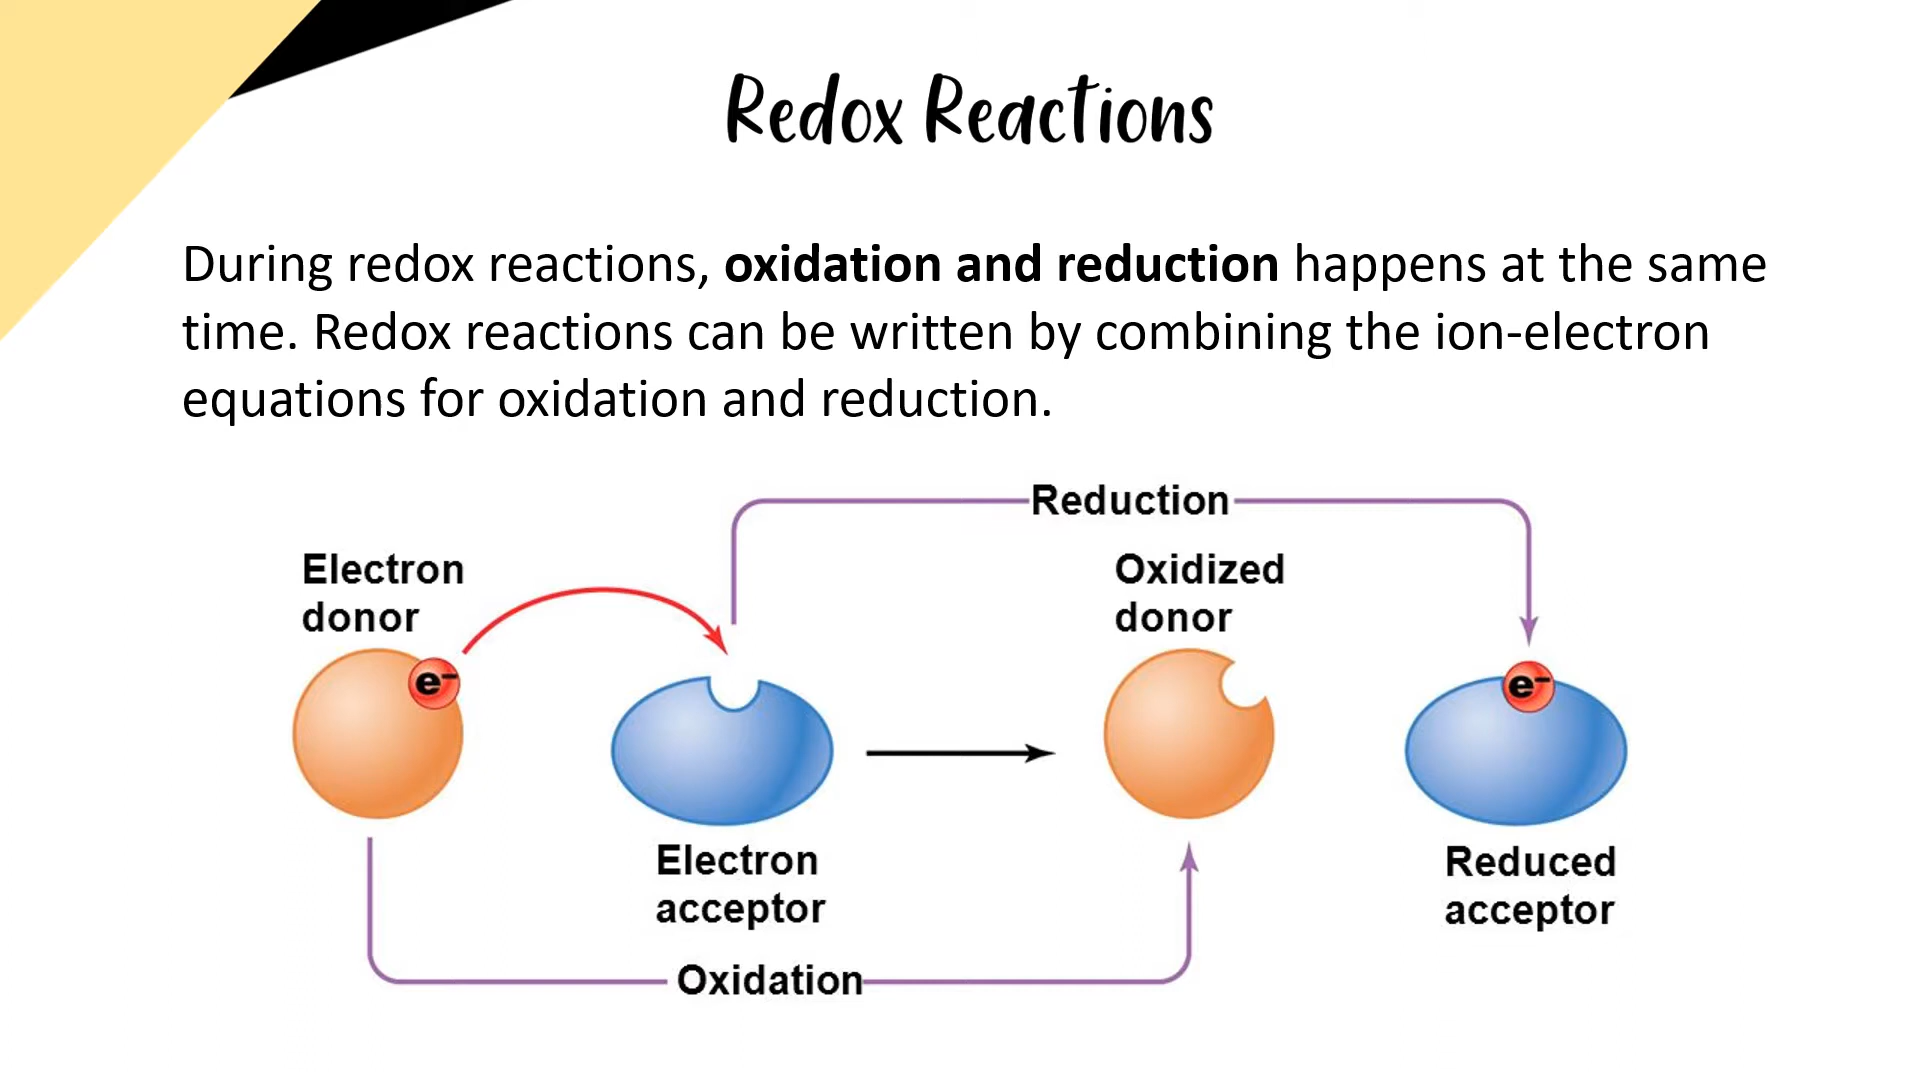 Redox Reactions
During redox reactions, oxidation and reduction happens at the same
time. Redox reactions can be written by combining the ion-electron
equations for oxidation and reduction.
Reduction
Electron
donor
Oxidized
donor
e⁻
e⁻
Electron
acceptor
Reduced
acceptor
Oxidation